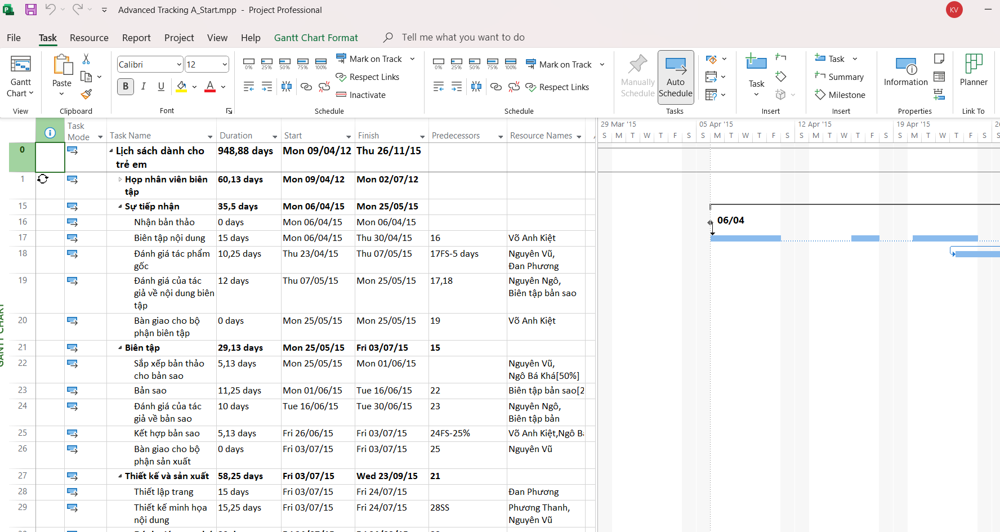 Advanced Tracking A_Start.mpp - Project Professional
KV
File Task Resource Report Project View Help Gantt Chart Format Tell me what you want to do
Gantt Chart
View
Paste
Clipboard
Calibri 12
B I U A
Font
0% 25% 50% 75% 100%
Mark on Track
Respect Links
Inactivate
Schedule
0% 25% 50% 75% 100%
Mark on Track
Respect Links
Schedule
Manually Schedule
Auto Schedule
Tasks
Task
Insert
Task
Summary
Milestone
Insert
Information
Properties
Planner
Link To
Task Mode Task Name Duration Start Finish Predecessors Resource Names
29 Mar '15 05 Apr '15 12 Apr '15 19 Apr '15
S M T W T F S S M T W T F S S M T W T F S S M T W T F S S
0 Lịch sách dành cho trẻ em 948,88 days Mon 09/04/12 Thu 26/11/15
1 Họp nhân viên biên tập 60,13 days Mon 09/04/12 Mon 02/07/12
15 Sự tiếp nhận 35,5 days Mon 06/04/15 Mon 25/05/15
16 Nhận bản thảo 0 days Mon 06/04/15 Mon 06/04/15
06/04
17 Biên tập nội dung 15 days Mon 06/04/15 Thu 30/04/15 16 Võ Anh Kiệt
18 Đánh giá tác phẩm gốc 10,25 days Thu 23/04/15 Thu 07/05/15 17FS-5 days Nguyên Vũ, Đan Phương
19 Đánh giá của tác giả về nội dung biên tập 12 days Thu 07/05/15 Mon 25/05/15 17,18 Nguyên Ngô, Biên tập bản sao
20 Bàn giao cho bộ phận biên tập 0 days Mon 25/05/15 Mon 25/05/15 19 Võ Anh Kiệt
21 Biên tập 29,13 days Mon 25/05/15 Fri 03/07/15 15
22 Sắp xếp bản thảo cho bản sao 5,13 days Mon 25/05/15 Mon 01/06/15 Nguyên Vũ, Ngô Bá Khá[50%]
23 Bản sao 11,25 days Mon 01/06/15 Tue 16/06/15 22 Biên tập bản sao[2
24 Đánh giá của tác giả về bản sao 10 days Tue 16/06/15 Tue 30/06/15 23 Nguyên Ngô, Biên tập bản
25 Kết hợp bản sao 5,13 days Fri 26/06/15 Fri 03/07/15 24FS-25% Võ Anh Kiệt,Ngô
26 Bàn giao cho bộ phận sản xuất 0 days Fri 03/07/15 Fri 03/07/15 25 Nguyên Vũ
27 Thiết kế và sản xuất 58,25 days Fri 03/07/15 Wed 23/09/15 21
28 Thiết lập trang 15 days Fri 03/07/15 Fri 24/07/15 Đan Phương
29 Thiết kế minh họa nội dung 15,25 days Fri 03/07/15 Fri 24/07/15 28SS Phương Thanh, Nguyên Vũ